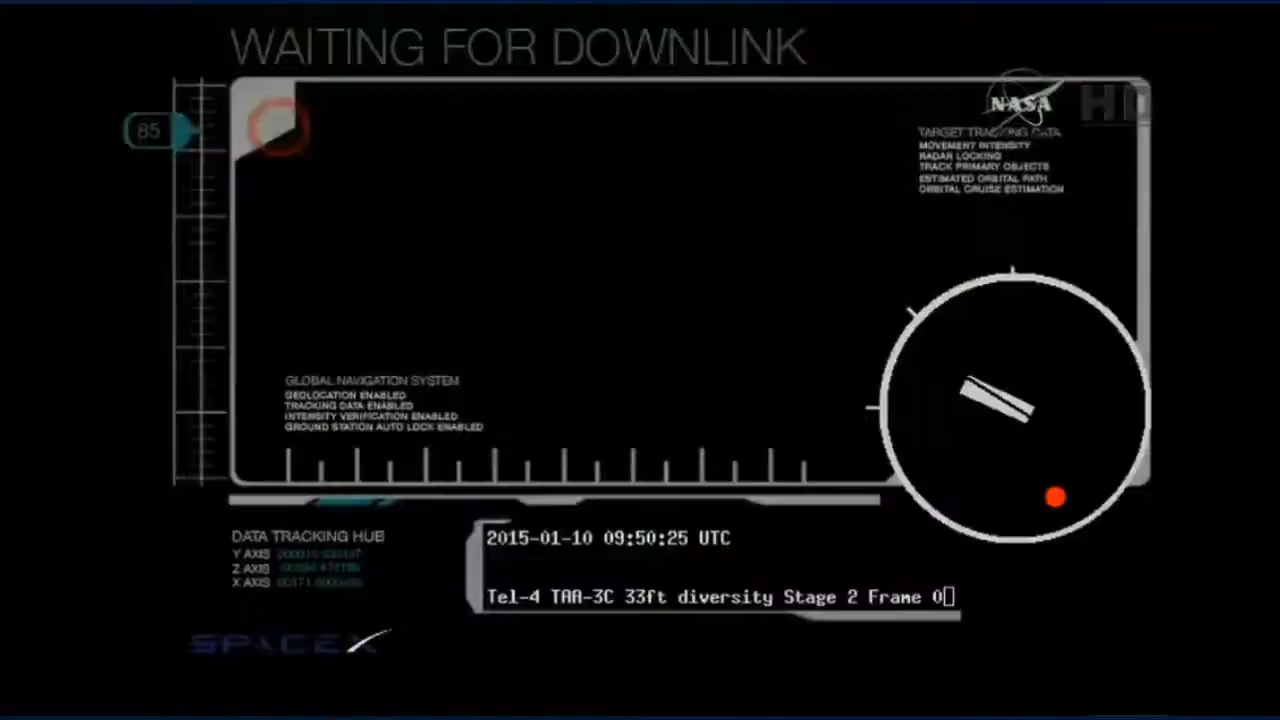 WAITING FOR DOWNLINK
85
NASA
HD
TARGET TRACKING DATA
MOVEMENT INTENSITY
RADAR LOCKING
TRACK PRIMARY OBJECTS
ESTIMATED ORBITAL PATH
ORBITAL CRUISE ESTIMATION
GLOBAL NAVIGATION SYSTEM
GEOLOCATION ENABLED
TRACKING DATA ENABLED
INTENSITY VERIFICATION ENABLED
GROUND STATION AUTO LOCK ENABLED
DATA TRACKING HUB
Y AXIS
Z AXIS
X AXIS
2015-01-10 09:50:25 UTC
Tel-4 TAA-3C 33ft diversity Stage 2 Frame 0
SPACEX